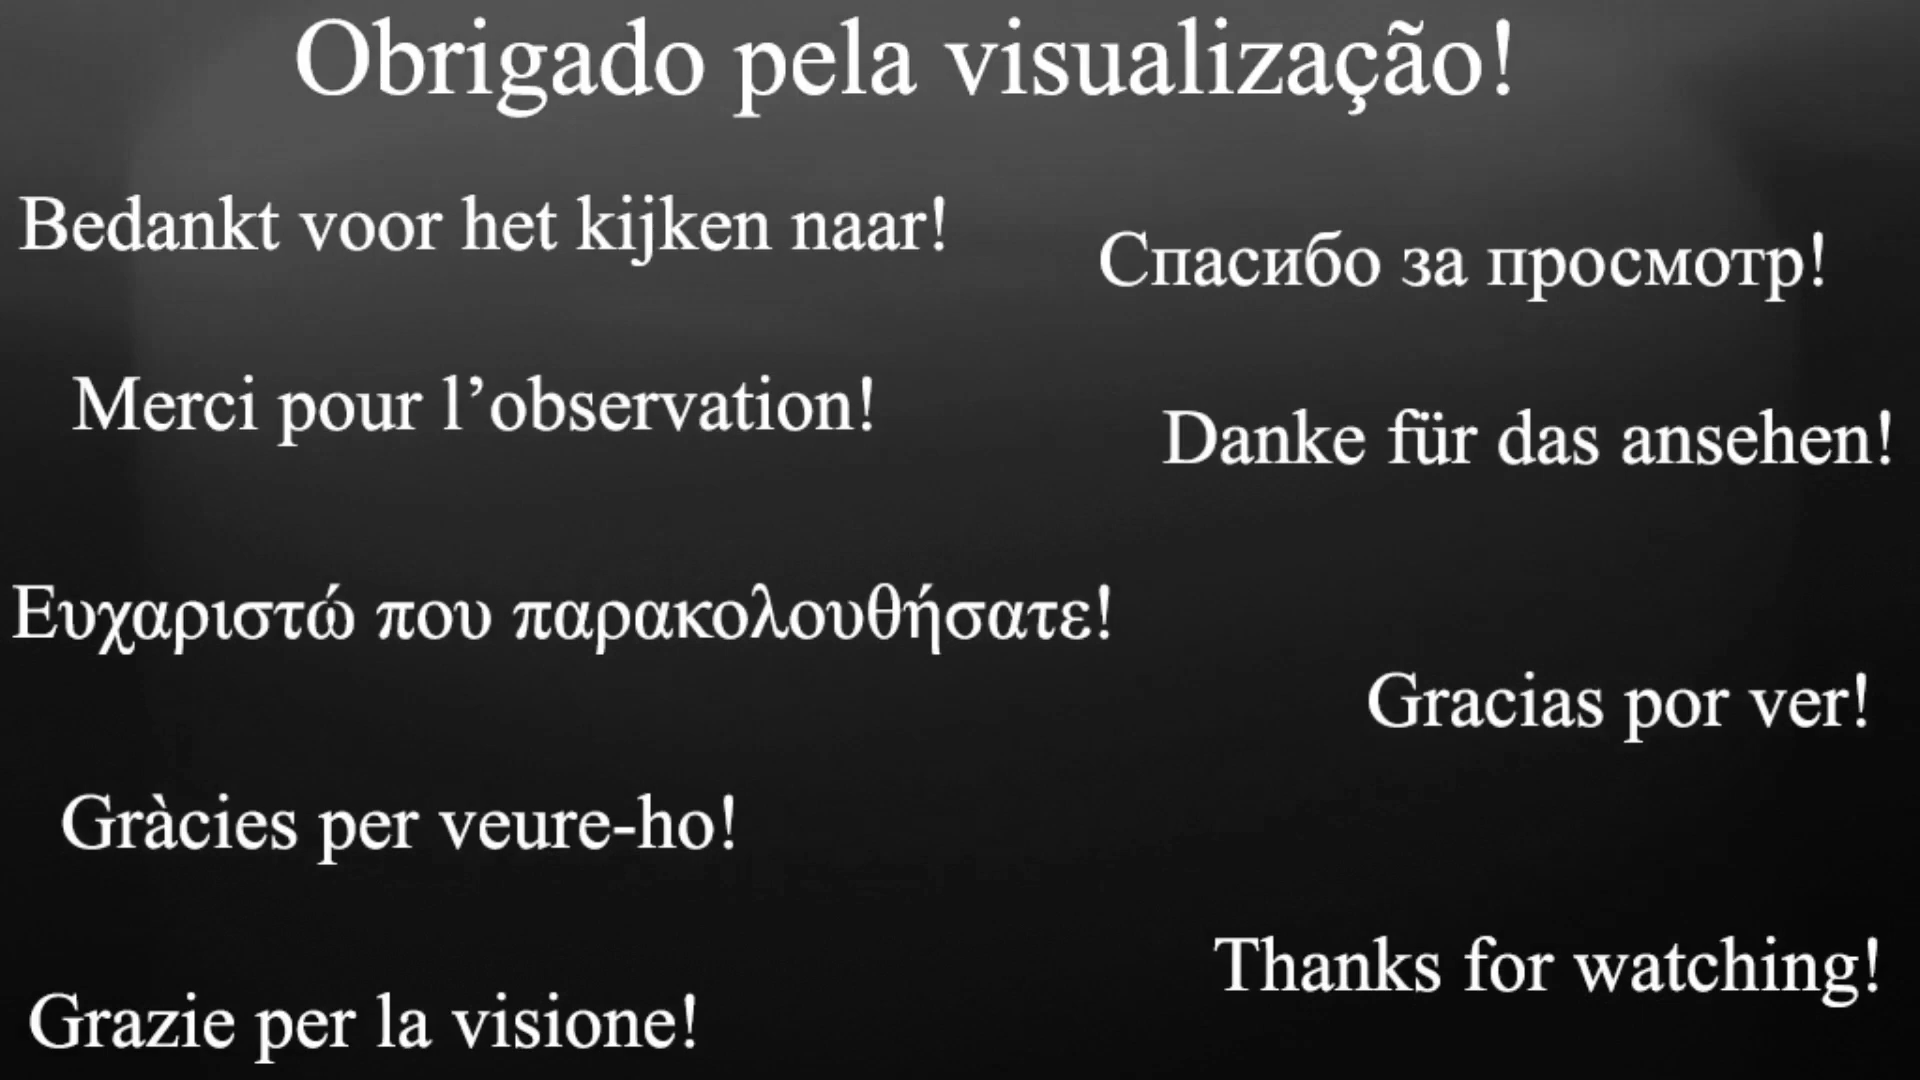 Obrigado pela visualização!
Bedankt voor het kijken naar!
Спасибо за просмотр!
Merci pour l’observation!
Danke für das ansehen!
Ευχαριστώ που παρακολουθήσατε!
Gracias por ver!
Gràcies per veure-ho!
Thanks for watching!
Grazie per la visione!